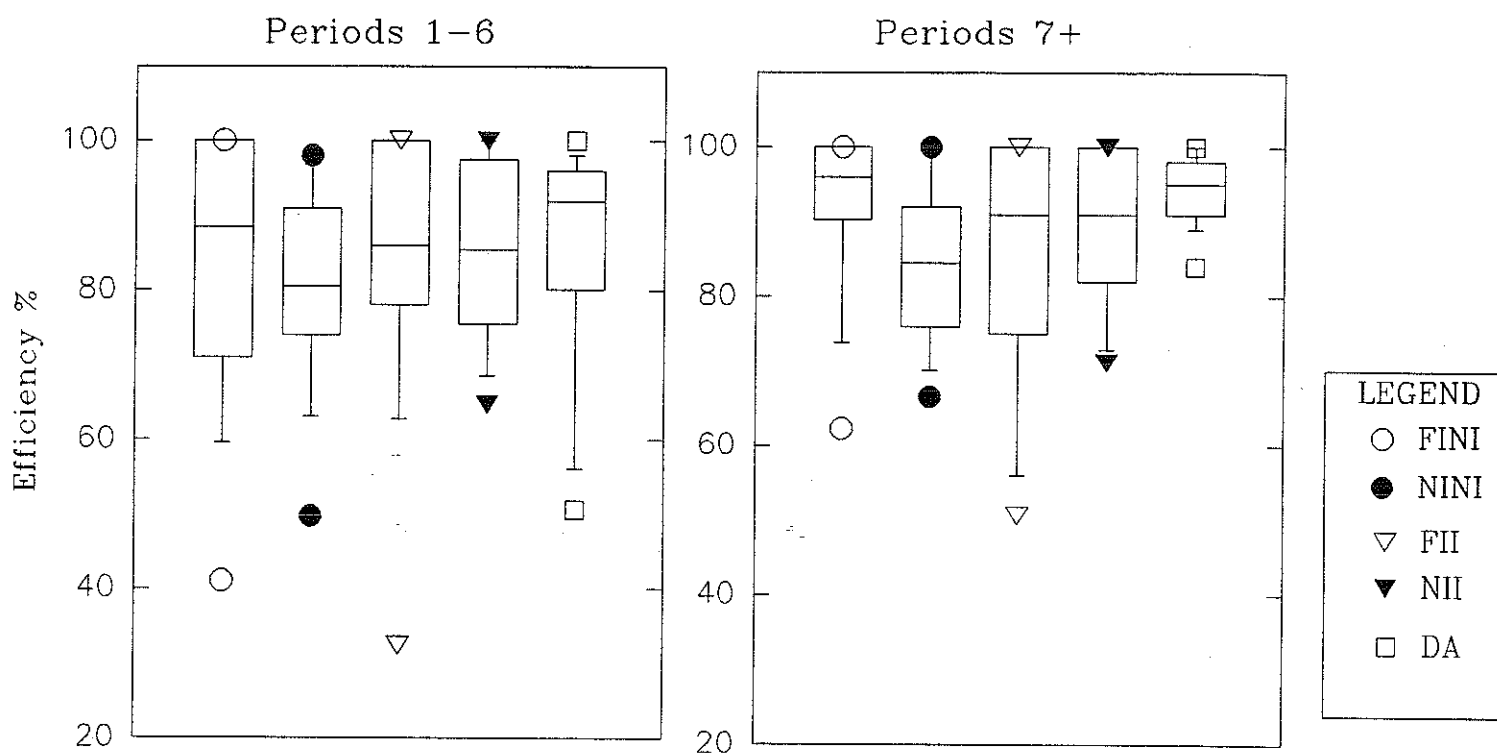 Periods 1-6
Periods 7+
Efficiency %
100
80
60
40
20
100
80
60
40
20
LEGEND
FINI
NINI
FII
NII
DA